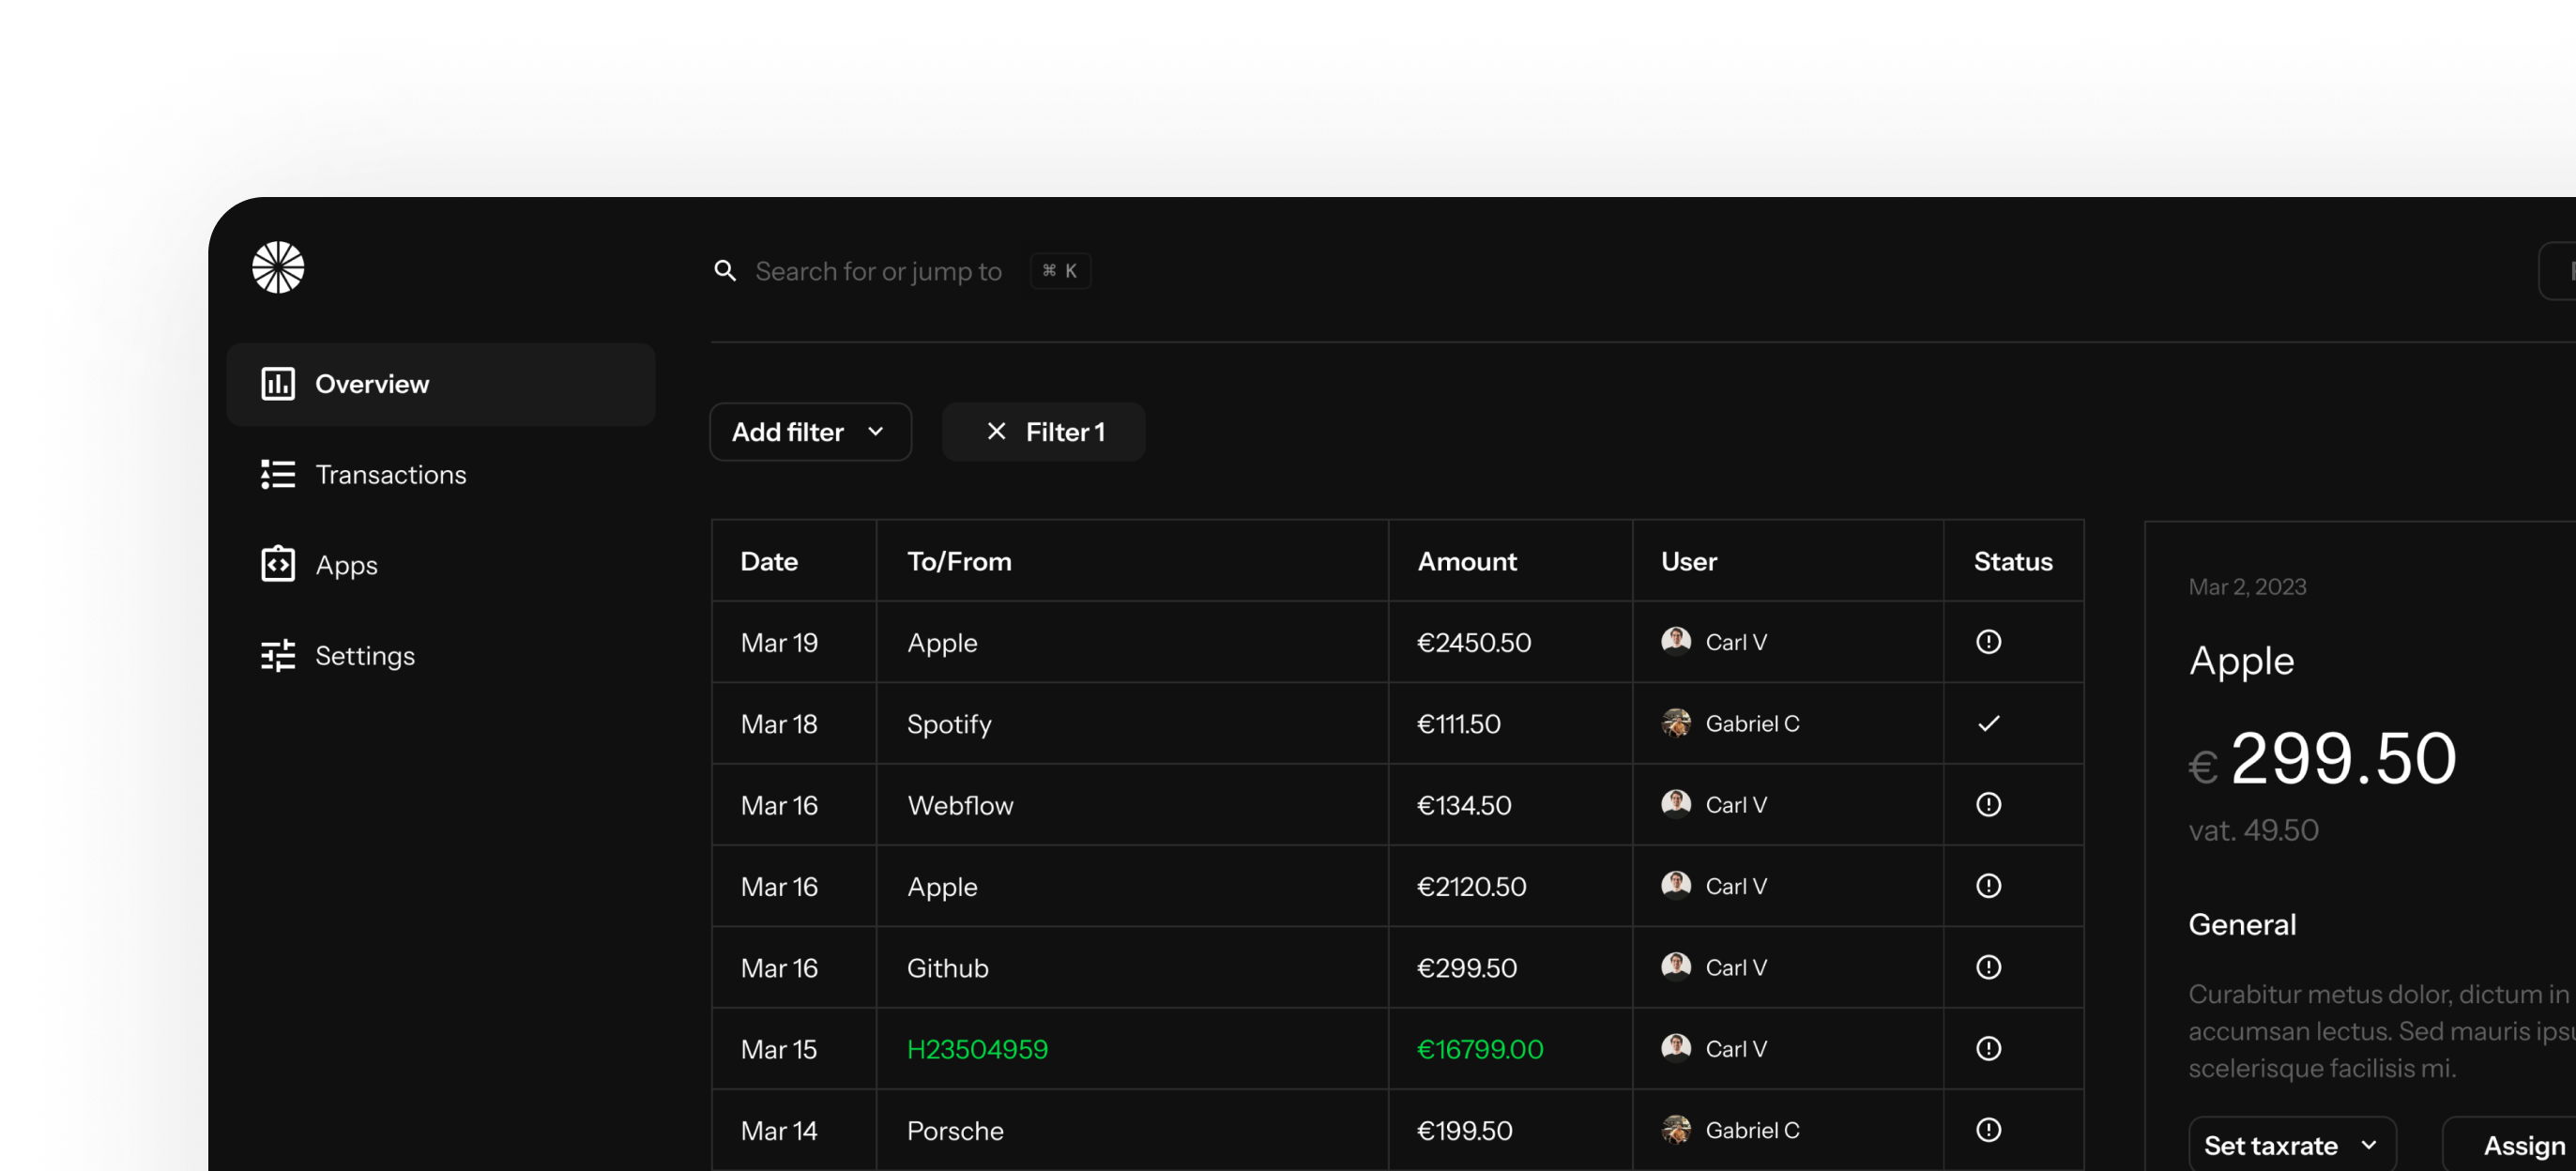 Search for or jump to ⌘ K
Overview
Transactions
Apps
Settings
Add filter
Filter 1
Date To/From Amount User Status
Mar 19 Apple €2450.50 Carl V
Mar 18 Spotify €111.50 Gabriel C
Mar 16 Webflow €134.50 Carl V
Mar 16 Apple €2120.50 Carl V
Mar 16 Github €299.50 Carl V
Mar 15 H23504959 €16799.00 Carl V
Mar 14 Porsche €199.50 Gabriel C
Mar 2, 2023
Apple
€ 299.50
vat. 49.50
General
Curabitur metus dolor, dictum in
accumsan lectus. Sed mauris
scelerisque facilisis mi.
Set taxrate
Assign